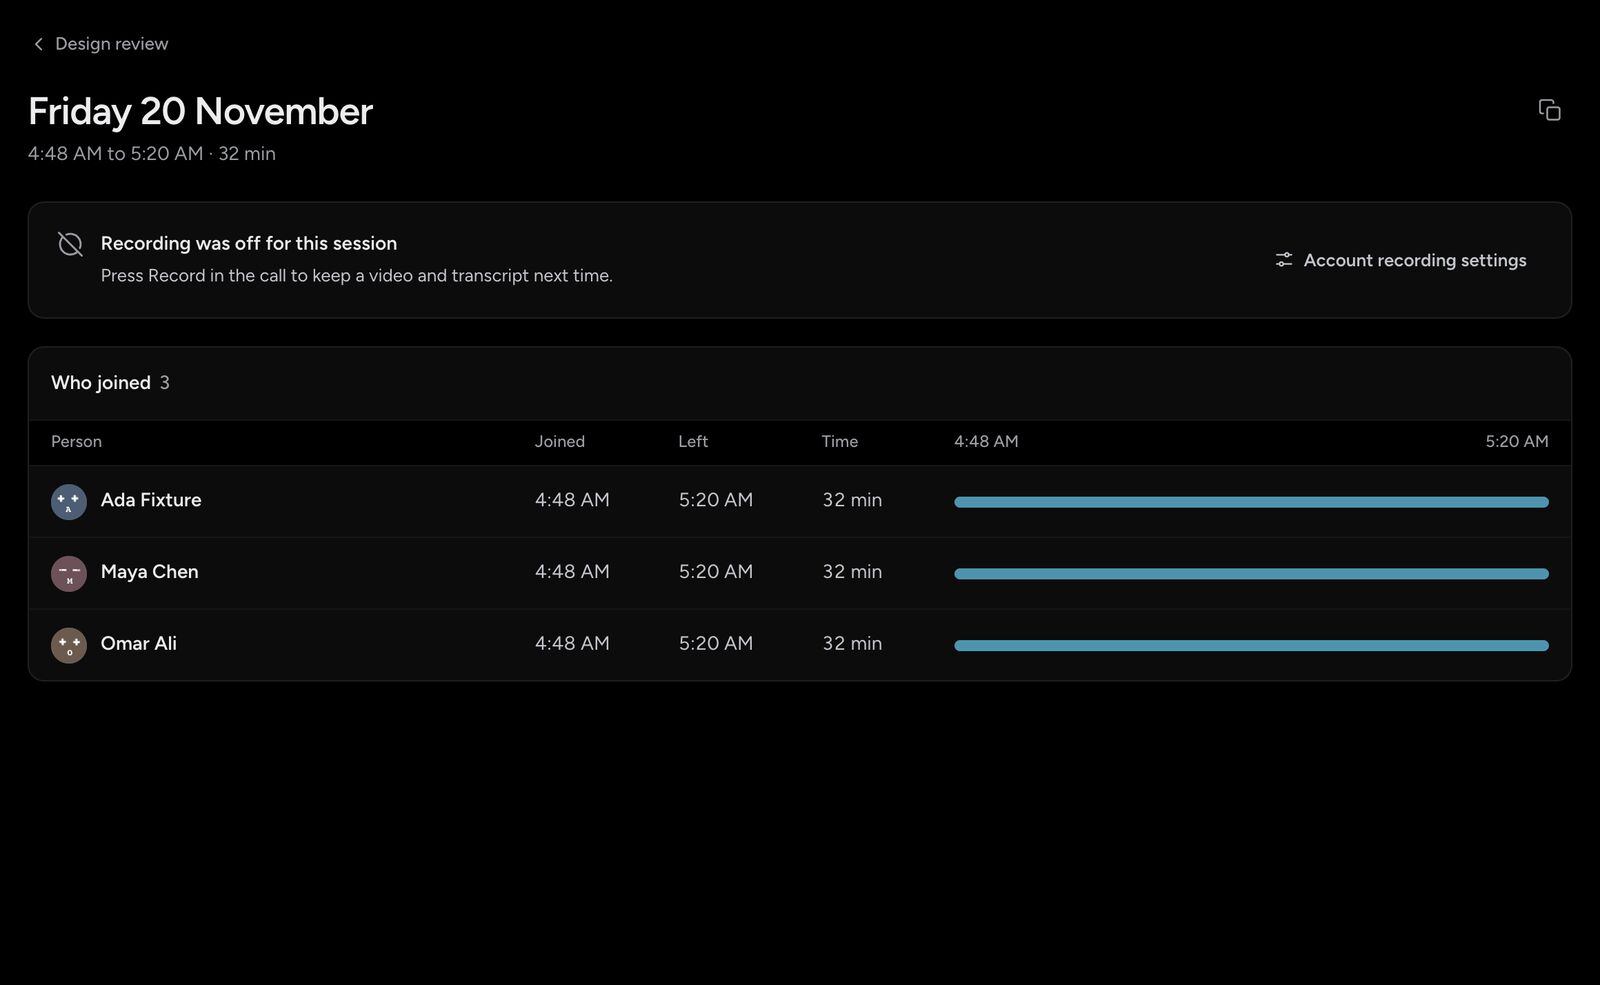 Design review
Friday 20 November
4:48 AM to 5:20 AM · 32 min
Recording was off for this session
Press Record in the call to keep a video and transcript next time.
Account recording settings
Who joined 3
Person Joined Left Time 4:48 AM 5:20 AM
A
Ada Fixture 4:48 AM 5:20 AM 32 min
M
Maya Chen 4:48 AM 5:20 AM 32 min
O
Omar Ali 4:48 AM 5:20 AM 32 min